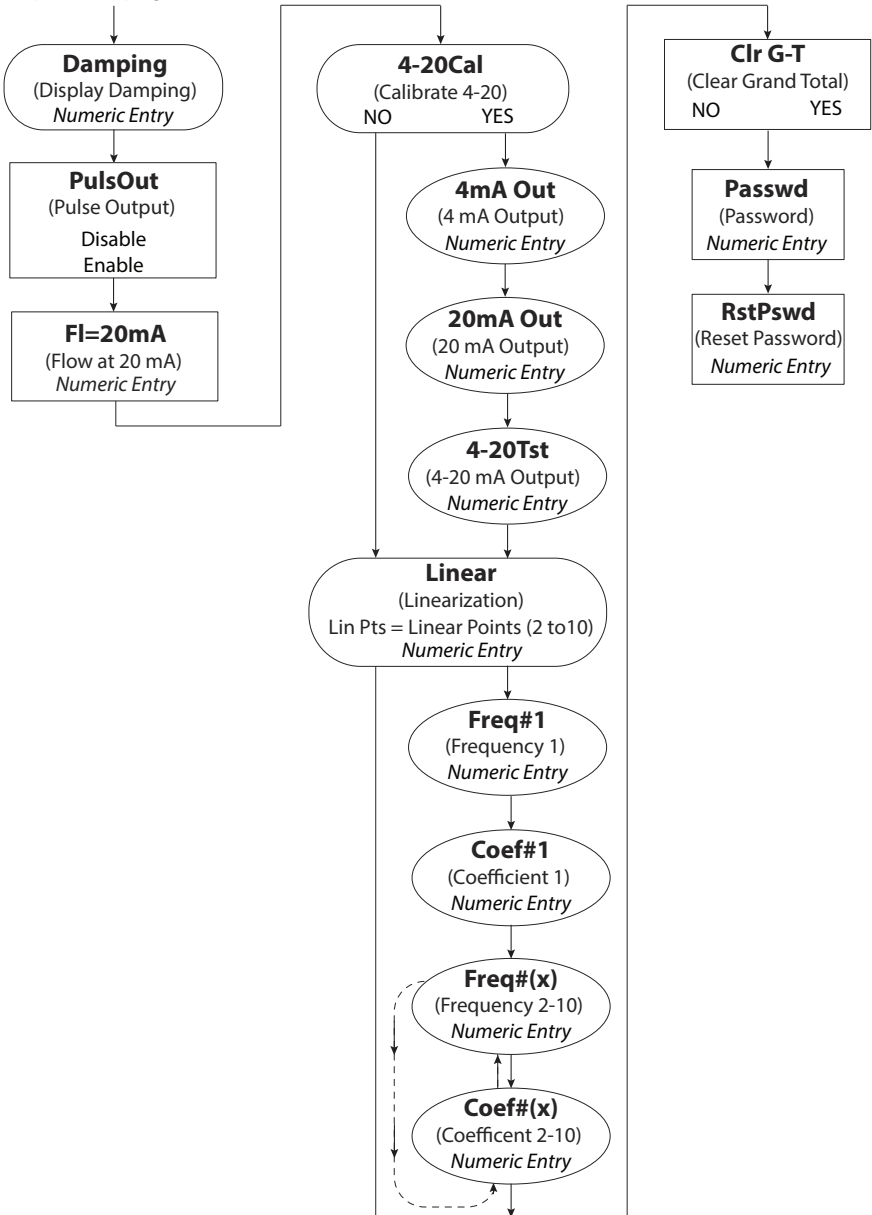 Damping
(Display Damping)
Numeric Entry
PulsOut
(Pulse Output)
Disable
Enable
Fl=20mA
(Flow at 20 mA)
Numeric Entry
4-20Cal
(Calibrate 4-20)
NO YES
4mA Out
(4 mA Output)
Numeric Entry
20mA Out
(20 mA Output)
Numeric Entry
4-20Tst
(4-20 mA Output)
Numeric Entry
Linear
(Linearization)
Lin Pts = Linear Points (2 to10)
Numeric Entry
Freq#1
(Frequency 1)
Numeric Entry
Coef#1
(Coefficient 1)
Numeric Entry
Freq#(x)
(Frequency 2-10)
Numeric Entry
Coef#(x)
(Coefficent 2-10)
Numeric Entry
Clr G-T
(Clear Grand Total)
NO YES
Passwd
(Password)
Numeric Entry
RstPswd
(Reset Password)
Numeric Entry